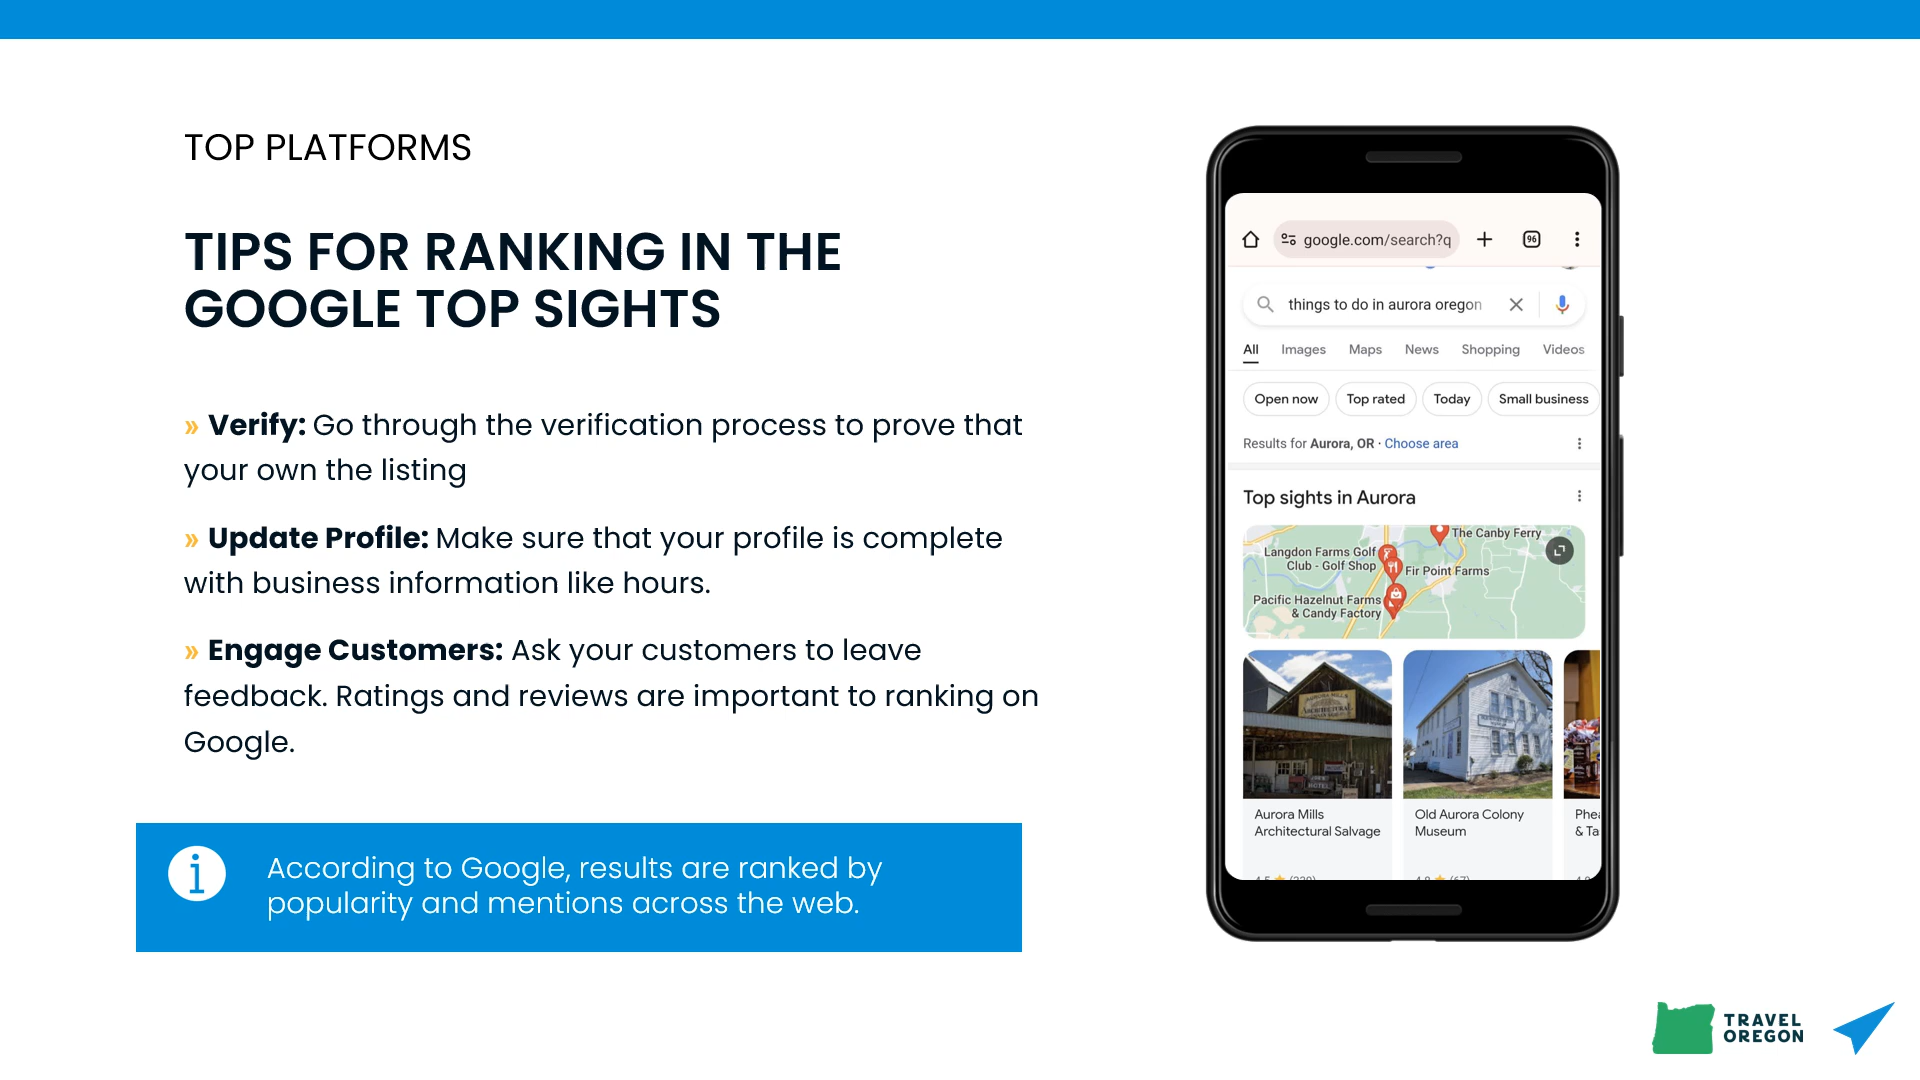 TOP PLATFORMS
TIPS FOR RANKING IN THE
GOOGLE TOP SIGHTS
» Verify: Go through the verification process to prove that
your own the listing
» Update Profile: Make sure that your profile is complete
with business information like hours.
» Engage Customers: Ask your customers to leave
feedback. Ratings and reviews are important to ranking on
Google.
i
According to Google, results are ranked by
popularity and mentions across the web.
google.com/search?q
96
things to do in aurora oregon
All Images Maps News Shopping Videos
Open now Top rated Today Small business
Results for Aurora, OR · Choose area
Top sights in Aurora
The Canby Ferry
Langdon Farms Golf
Club - Golf Shop
Fir Point Farms
Pacific Hazelnut Farms
& Candy Factory
AURORA MILLS
ARCHITECTURAL
Aurora Mills
Architectural Salvage
Old Aurora Colony
Museum
Phea
& Ta
TRAVEL
OREGON